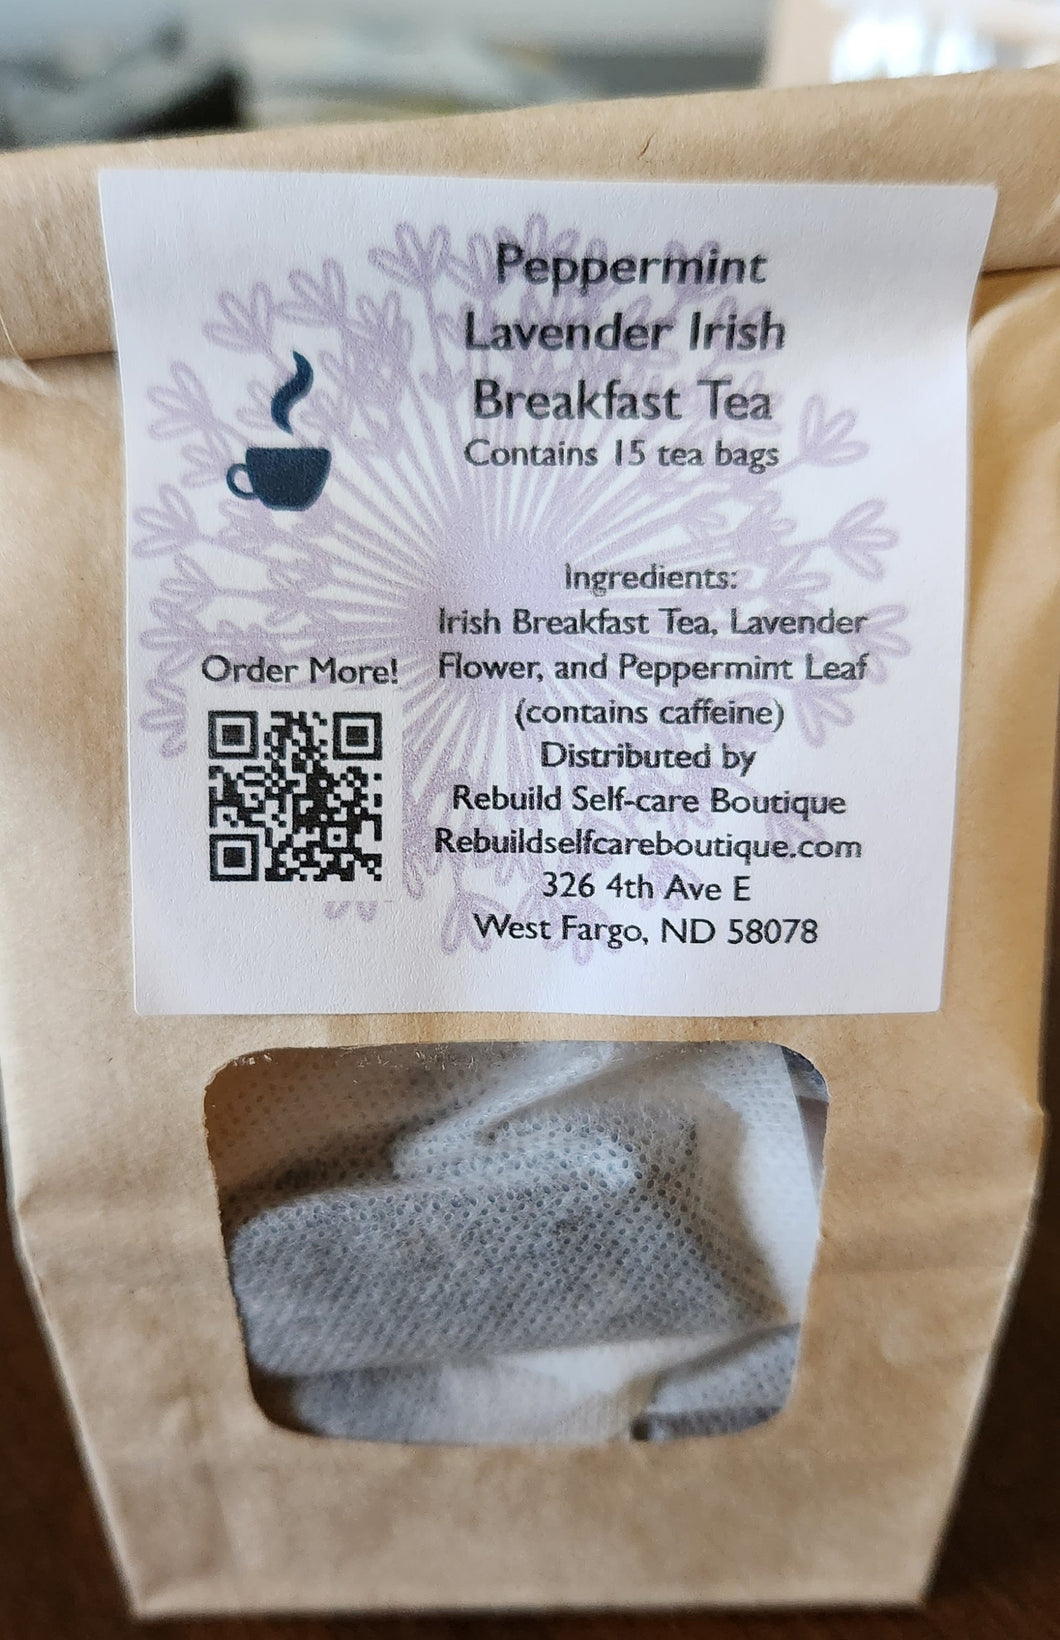 Peppermint
Lavender Irish
Breakfast Tea
Contains 15 tea bags
Ingredients:
Irish Breakfast Tea, Lavender
Flower, and Peppermint Leaf
(contains caffeine)
Distributed by
Rebuild Self-care Boutique
Rebuildselfcareboutique.com
326 4th Ave E
West Fargo, ND 58078
Order More!